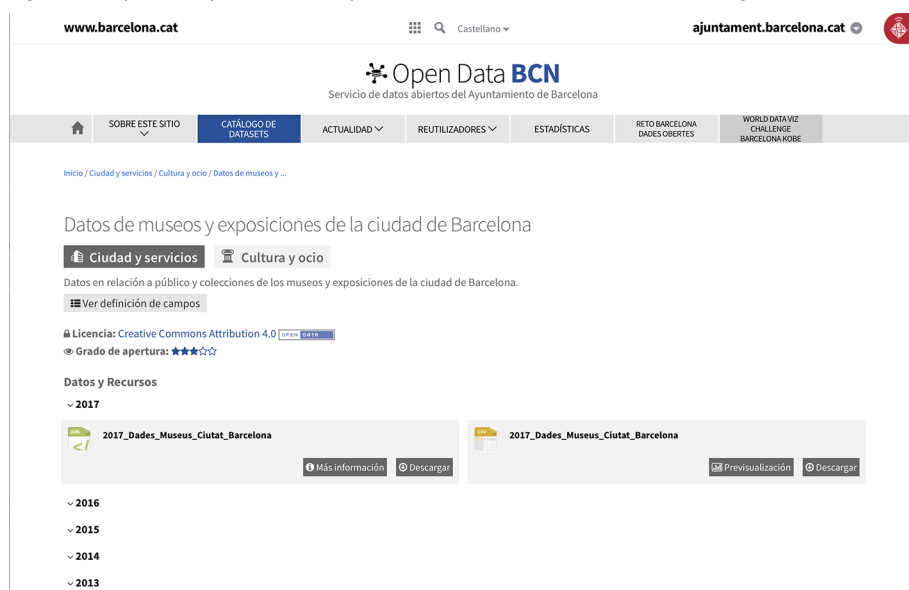 www.barcelona.cat
Castellano
ajuntament.barcelona.cat
Open Data BCN
Servicio de datos abiertos del Ayuntamiento de Barcelona
SOBRE ESTE SITIO
CATÁLOGO DE
DATASETS
ACTUALIDAD
REUTILIZADORES
ESTADÍSTICAS
RETO BARCELONA
DADES OBERTES
WORLD DATA VIZ
CHALLENGE
BARCELONA KOBE
Inicio / Ciudad y servicios / Cultura y ocio / Datos de museos y ...
Datos de museos y exposiciones de la ciudad de Barcelona
Ciudad y servicios
Cultura y ocio
Datos en relación a público y colecciones de los museos y exposiciones de la ciudad de Barcelona.
Ver definición de campos
Licencia: Creative Commons Attribution 4.0 OPEN DATA
Grado de apertura:
Datos y Recursos
2017
XML
2017_Dades_Museus_Ciutat_Barcelona
Más información
Descargar
CSV
2017_Dades_Museus_Ciutat_Barcelona
Previsualización
Descargar
2016
2015
2014
2013